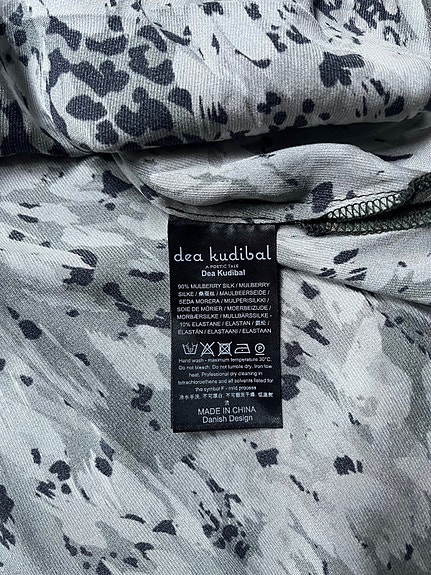 dea kudibal
A POETIC TALE
Dea Kudibal
90% MULBERRY SILK / MULBERRY
SILKE / 桑蚕丝 / MAULBEERSEIDE /
SEDA MORERA / MULPERISILKKI /
SOIE DE MÛRIER / MOERBEIZIJDE /
MORBÆRSILKE / MULLBÄRSSILKE -
10% ELASTANE / ELASTAN / 氨纶 /
ELASTÁN / ELASTAANI / ELASTAN
P
Hand wash - maximum temperature 30°C.
Do not bleach. Do not tumble dry. Iron low
heat. Professional dry cleaning in
tetrachloroethene and all solvents listed for
the symbol F - mild process
MADE IN CHINA
Danish Design